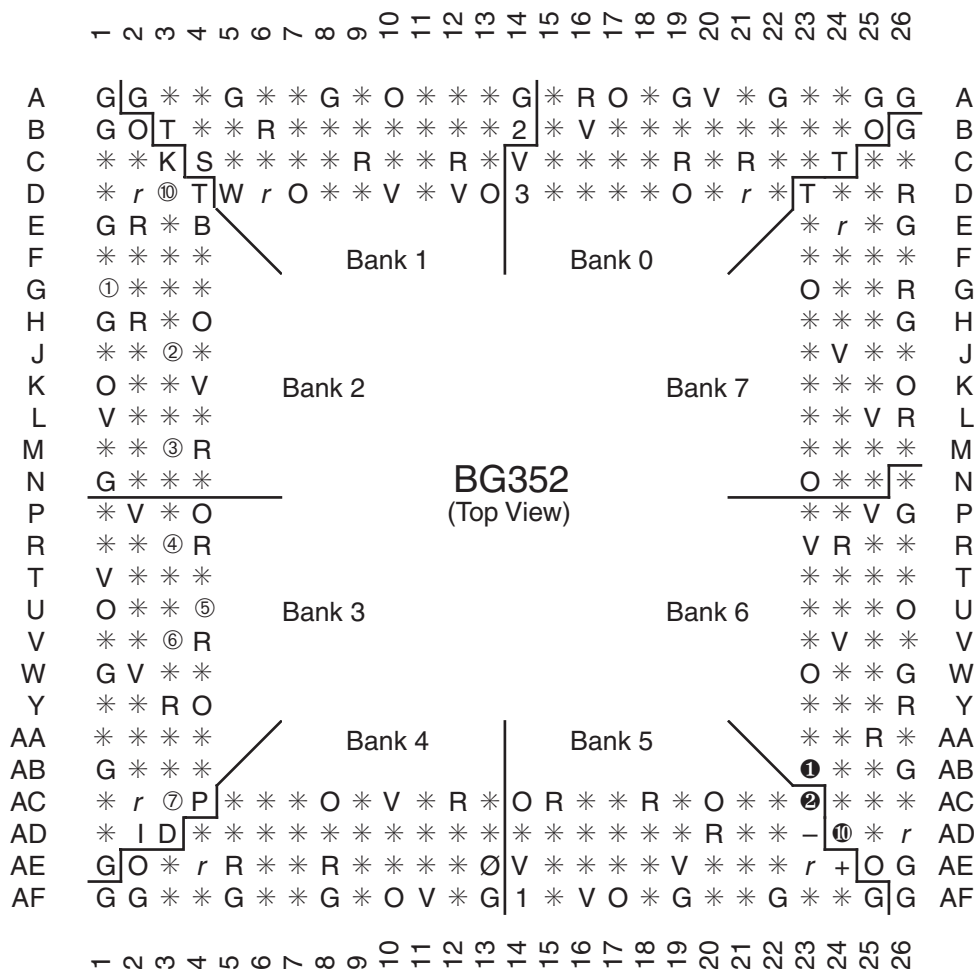 1 2 3 4 5 6 7 8 9 10 11 12 13 14 15 16 17 18 19 20 21 22 23 24 25 26
A G G * * G * * G * O * * * G * R O * G V * G * * G G A
B G O T * * R * * * * * * * 2 * V * * * * * * * * O G B
C * * K S * * * * R * * R * V * * * * R * R * * T * * C
D * r ⑩ T W r O * * V * V O 3 * * * * O * r * T * * R D
E G R * B * r * G E
F * * * * Bank 1 Bank 0 * * * * F
G ① * * * O * * R G
H G R * O * * * G H
J * * ② * * V * * J
K O * * V Bank 2 Bank 7 * * * O K
L V * * * * * V R L
M * * ③ R * * * * M
N G * * * BG352 O * * * N
P * V * O (Top View) * * V G P
R * * ④ R V R * * R
T V * * * * * * * T
U O * * ⑤ Bank 3 Bank 6 * * * O U
V * * ⑥ R * V * * V
W G V * * O * * G W
Y * * R O * * * R Y
AA * * * * Bank 4 Bank 5 * * R * AA
AB G * * * ❶ * * G AB
AC * r ⑦ P * * * O * V * R * O R * * R * O * * ❷ * * * AC
AD * I D * * * * * * * * * * * * * * * * R * * – ❿ * r AD
AE G O * r R * * R * * * * Ø V * * * * V * * * r + O G AE
AF G G * * G * * G * O V * G 1 * V O * G * * G * * G G AF
1 2 3 4 5 6 7 8 9 10 11 12 13 14 15 16 17 18 19 20 21 22 23 24 25 26